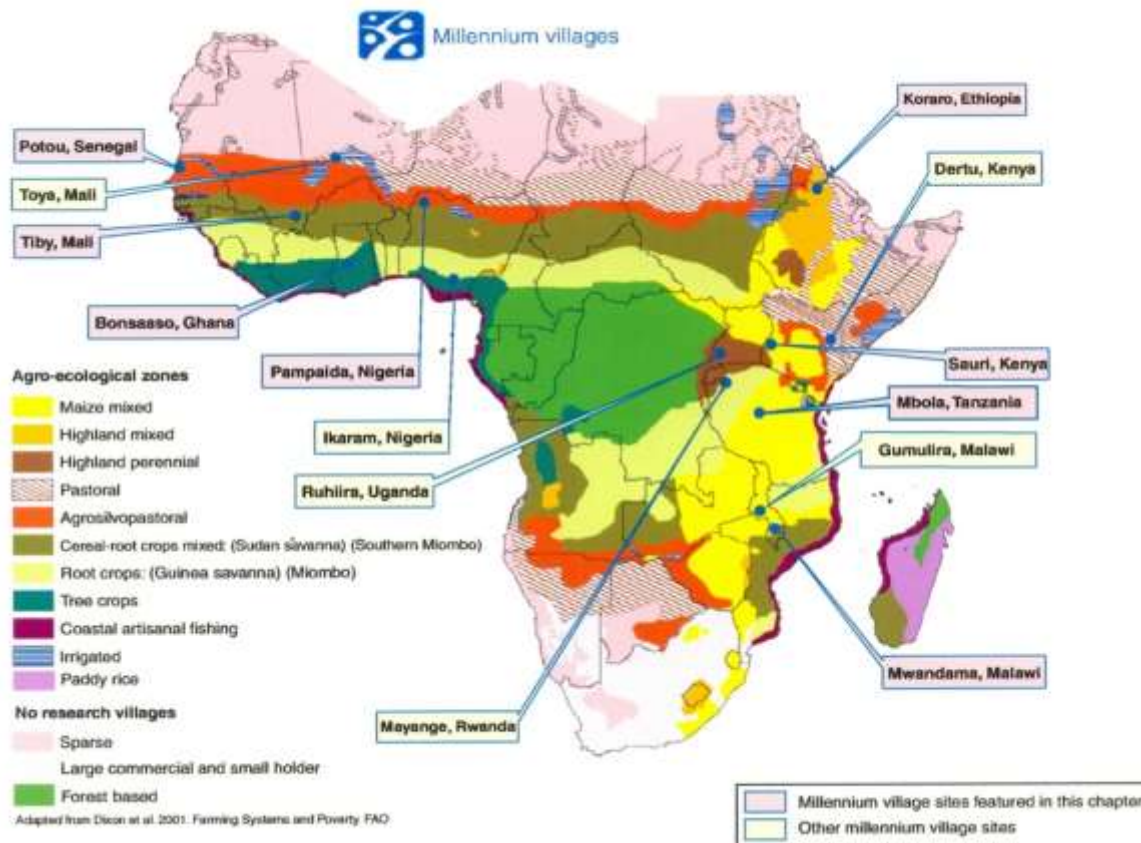 Millennium villages
Koraro, Ethiopia
Potou, Senegal
Dertu, Kenya
Toya, Mali
Tiby, Mali
Bonsaaso, Ghana
Pampaida, Nigeria
Sauri, Kenya
Mbola, Tanzania
Ikaram, Nigeria
Gumulira, Malawi
Ruhiira, Uganda
Mwandama, Malawi
Mayange, Rwanda
Agro-ecological zones
Maize mixed
Highland mixed
Highland perennial
Pastoral
Agrosilvopastoral
Cereal-root crops mixed: (Sudan savanna) (Southern Miombo)
Root crops: (Guinea savanna) (Miombo)
Tree crops
Coastal artisanal fishing
Irrigated
Paddy rice
No research villages
Sparse
Large commercial and small holder
Forest based
Adapted from Dixon et al. 2001. Farming Systems and Poverty. FAO
Millennium village sites featured in this chapter
Other millennium village sites